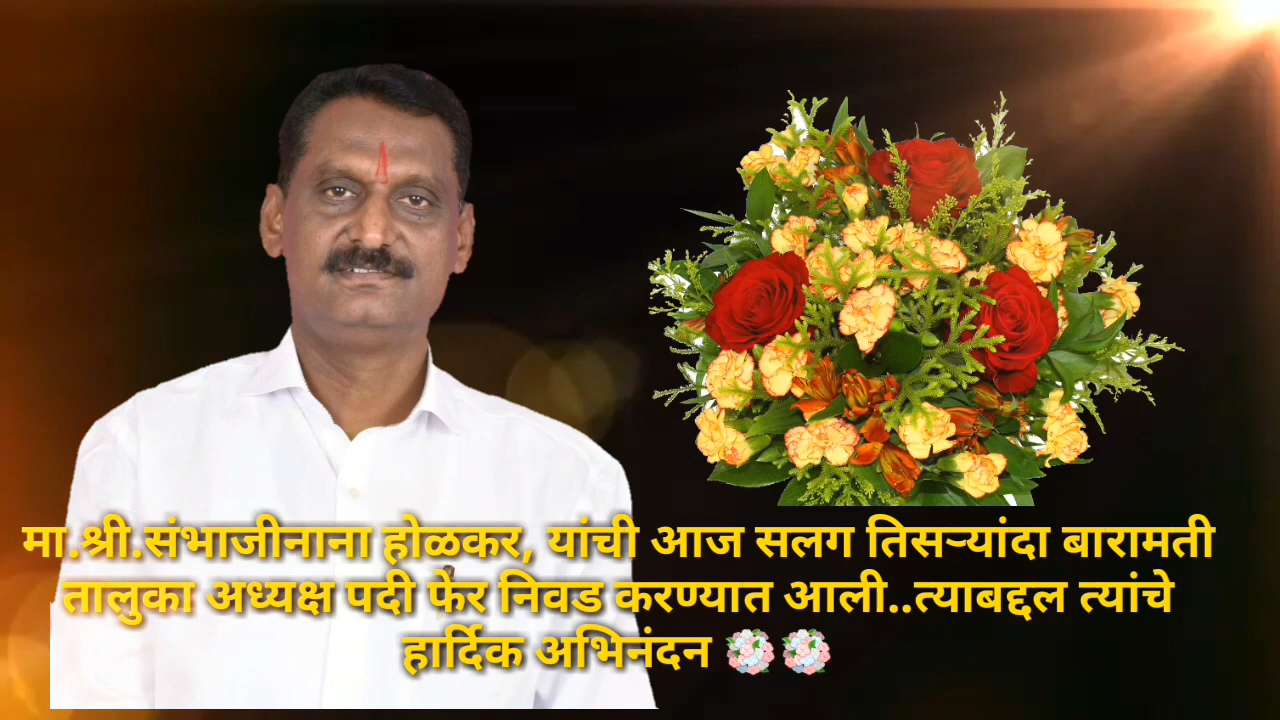 मा.श्री.संभाजीनाना होळकर, यांची आज सलग तिसऱ्यांदा बारामती
तालुका अध्यक्ष पदी फेर निवड करण्यात आली..त्याबद्दल त्यांचे
हार्दिक अभिनंदन 💐💐